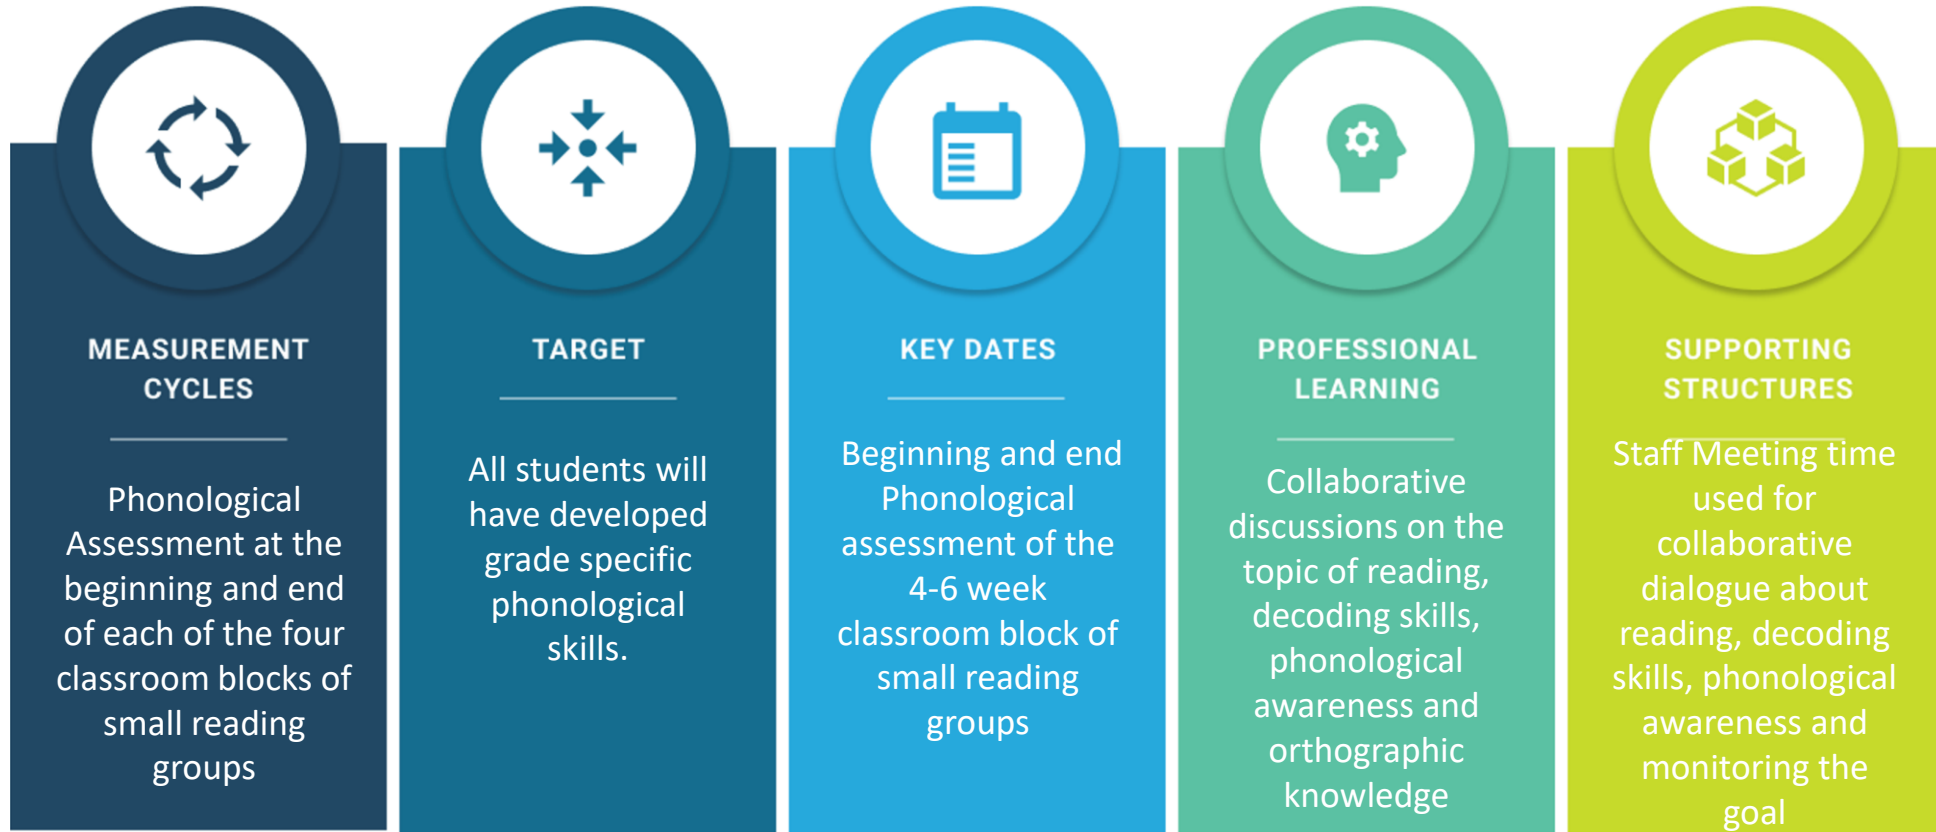 MEASUREMENT
CYCLES
Phonological
Assessment at the
beginning and end
of each of the four
classroom blocks of
small reading
groups
TARGET
All students will
have developed
grade specific
phonological
skills.
KEY DATES
Beginning and end
Phonological
assessment of the
4-6 week
classroom block of
small reading
groups
PROFESSIONAL
LEARNING
Collaborative
discussions on the
topic of reading,
decoding skills,
phonological
awareness and
orthographic
knowledge
SUPPORTING
STRUCTURES
Staff Meeting time
used for
collaborative
dialogue about
reading, decoding
skills, phonological
awareness and
monitoring the
goal